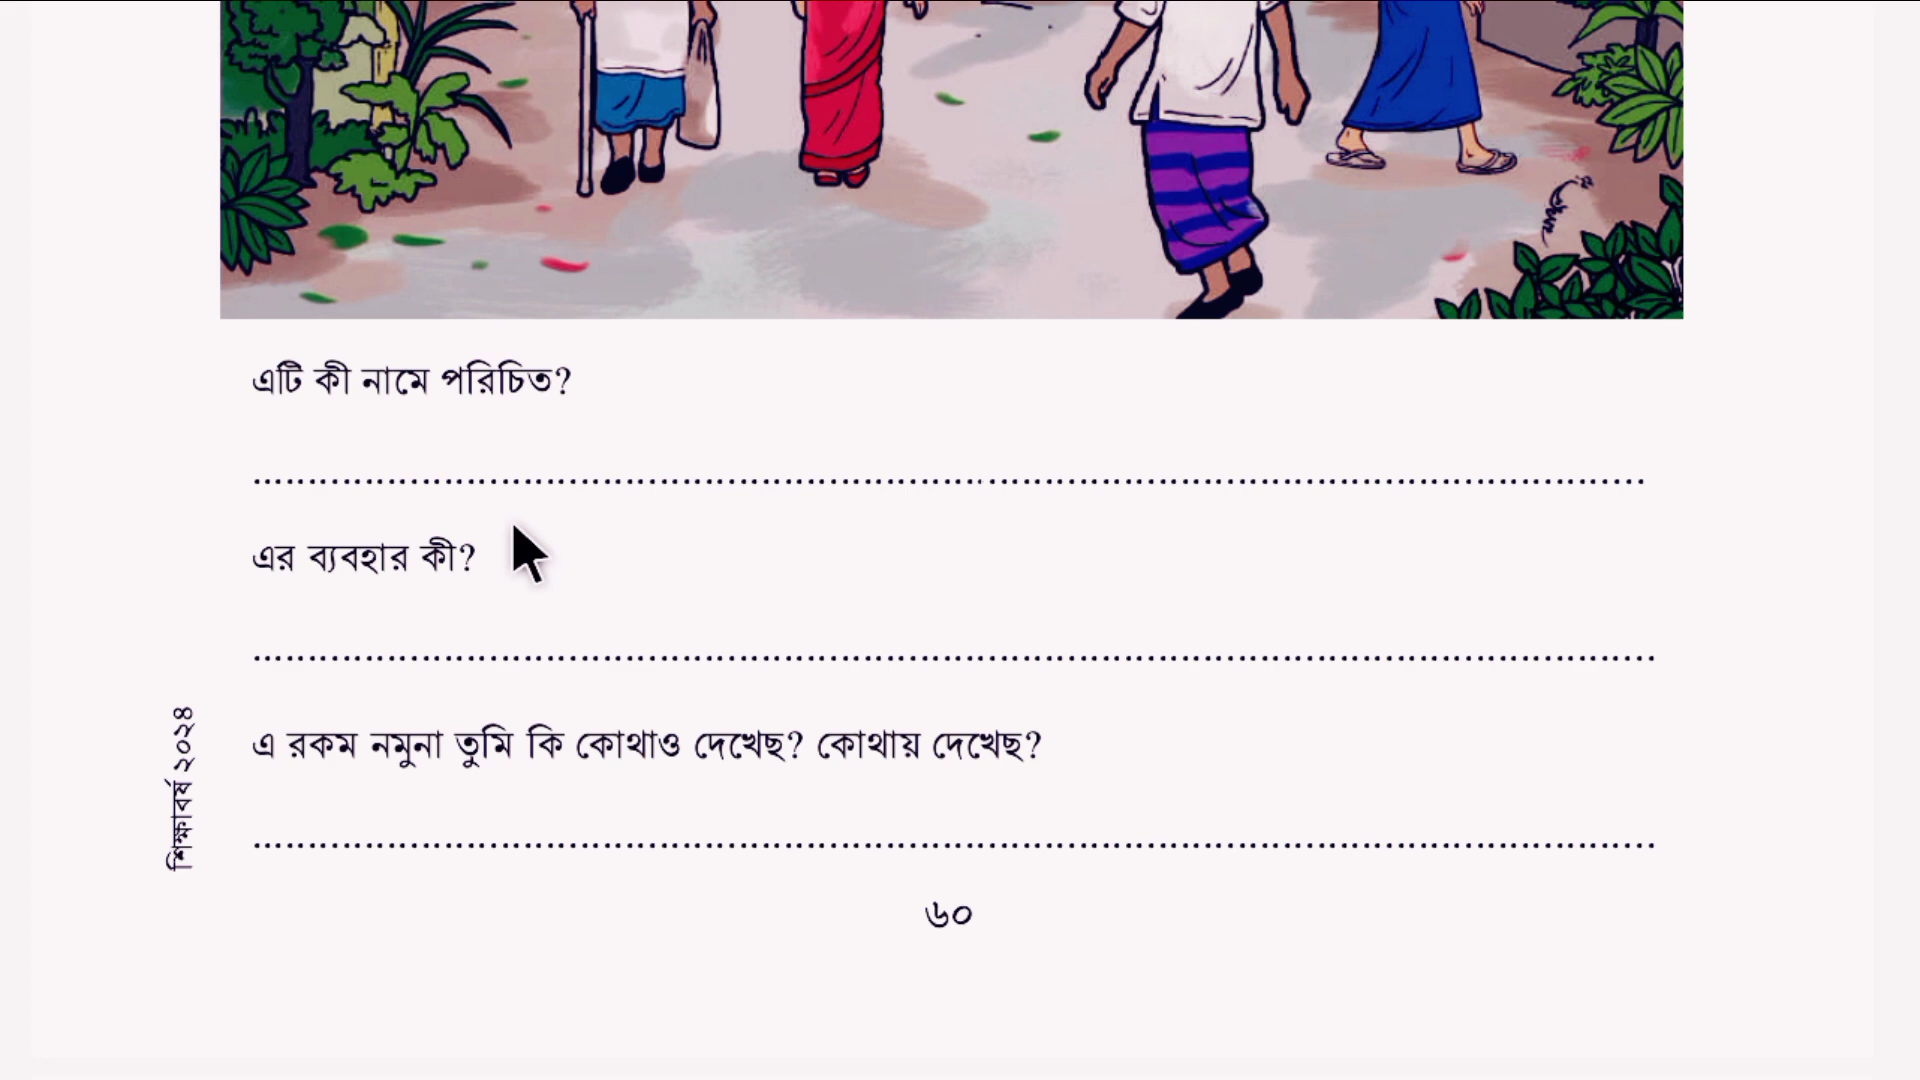 এটি কী নামে পরিচিত?
এর ব্যবহার কী?
এ রকম নমুনা তুমি কি কোথাও দেখেছ? কোথায় দেখেছ?
শিক্ষাবর্ষ ২০২৪
৬০